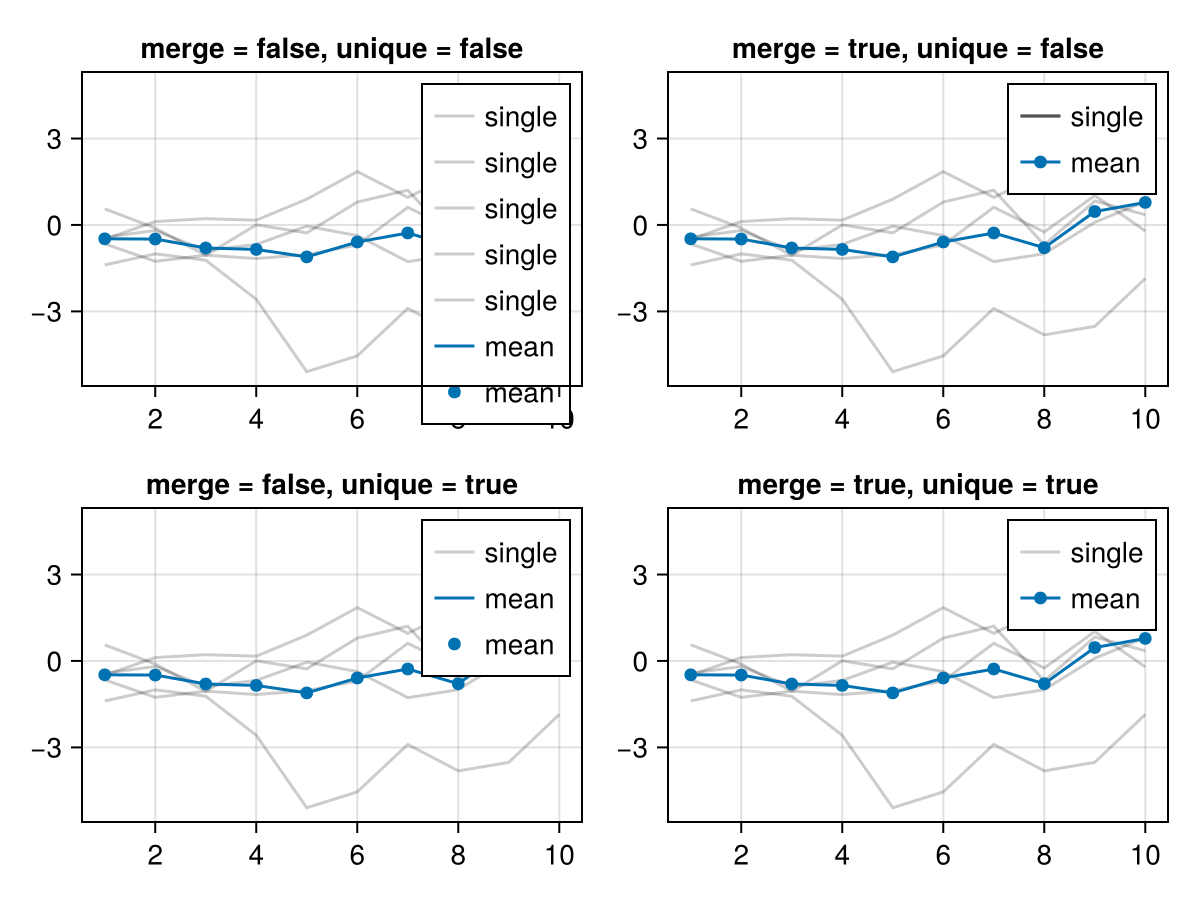 merge = false, unique = false
single
single
single
single
single
mean
mean
3
0
−3
2
4
6
8
10
merge = true, unique = false
single
mean
3
0
−3
2
4
6
8
10
merge = false, unique = true
single
mean
mean
3
0
−3
2
4
6
8
10
merge = true, unique = true
single
mean
3
0
−3
2
4
6
8
10